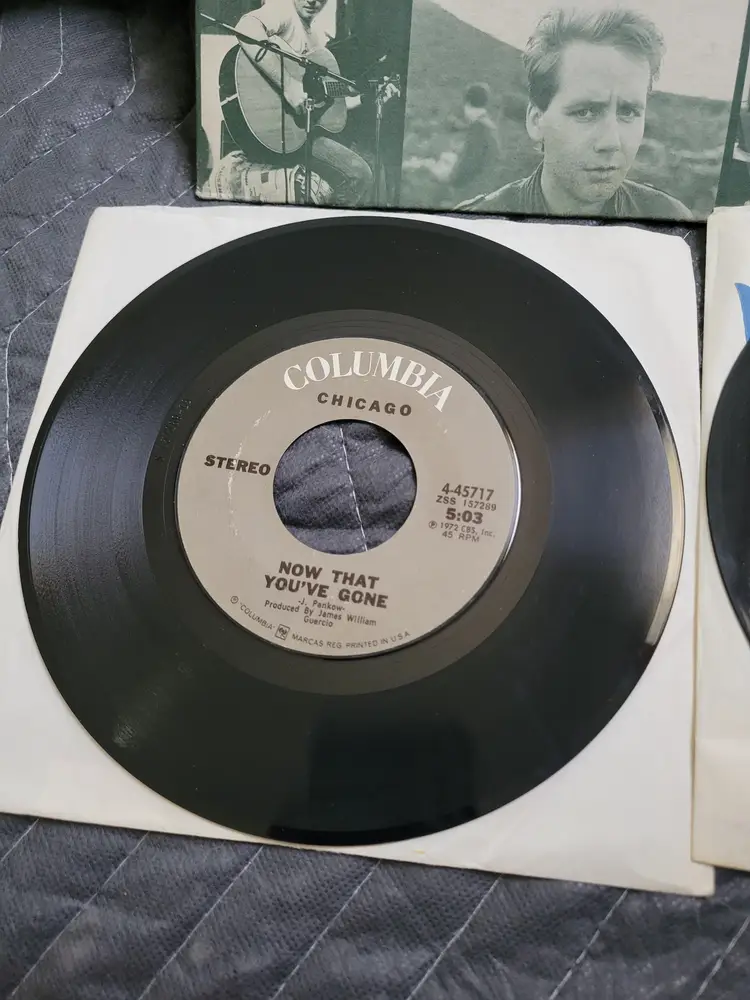 COLUMBIA
CHICAGO
STEREO
4-45717
ZSS 157289
5:03
℗ 1972 CBS, Inc.
45 RPM
NOW THAT
YOU'VE GONE
-J. Pankow-
Produced By James William
Guercio
© "COLUMBIA" MARCAS REG. PRINTED IN U.S.A.